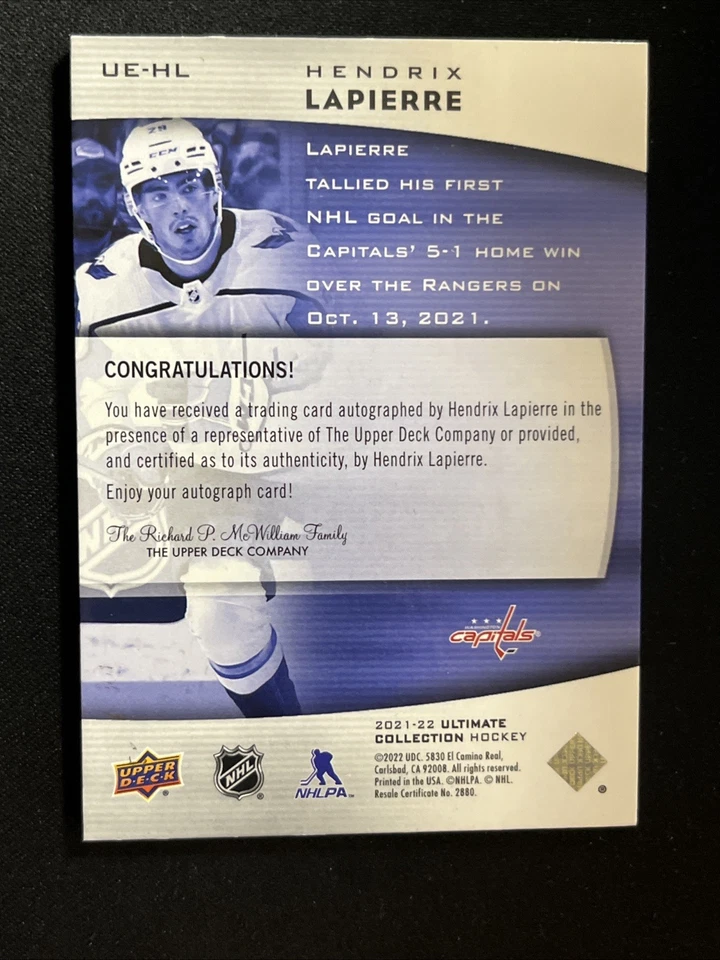 UE-HL
HENDRIX
LAPIERRE
29
CCM
LAPIERRE
TALLIED HIS FIRST
NHL GOAL IN THE
CAPITALS' 5-1 HOME WIN
OVER THE RANGERS ON
OCT. 13, 2021.
CONGRATULATIONS!
You have received a trading card autographed by Hendrix Lapierre in the
presence of a representative of The Upper Deck Company or provided,
and certified as to its authenticity, by Hendrix Lapierre.
Enjoy your autograph card!
The Richard P. McWilliam Family
THE UPPER DECK COMPANY
WASHINGTON
capitals®
2021-22 ULTIMATE
COLLECTION HOCKEY
©2022 UDC. 5830 El Camino Real,
Carlsbad, CA 92008. All rights reserved.
Printed in the USA. ©NHLPA. © NHL.
Resale Certificate No. 2880.
UPPER
DECK®
NHL®
NHLPA™
®